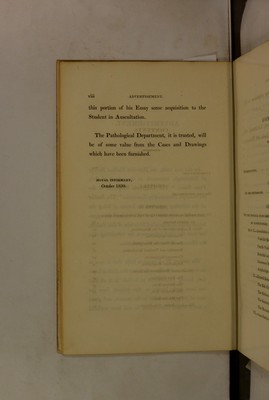 viii ADVERTISEMENT.
this portion of his Essay some acquisition to the
Student in Auscultation.
The Pathological Department, it is trusted, will
be of some value from the Cases and Drawings
which have been furnished.
ROYAL INFIRMARY,
October 1830.